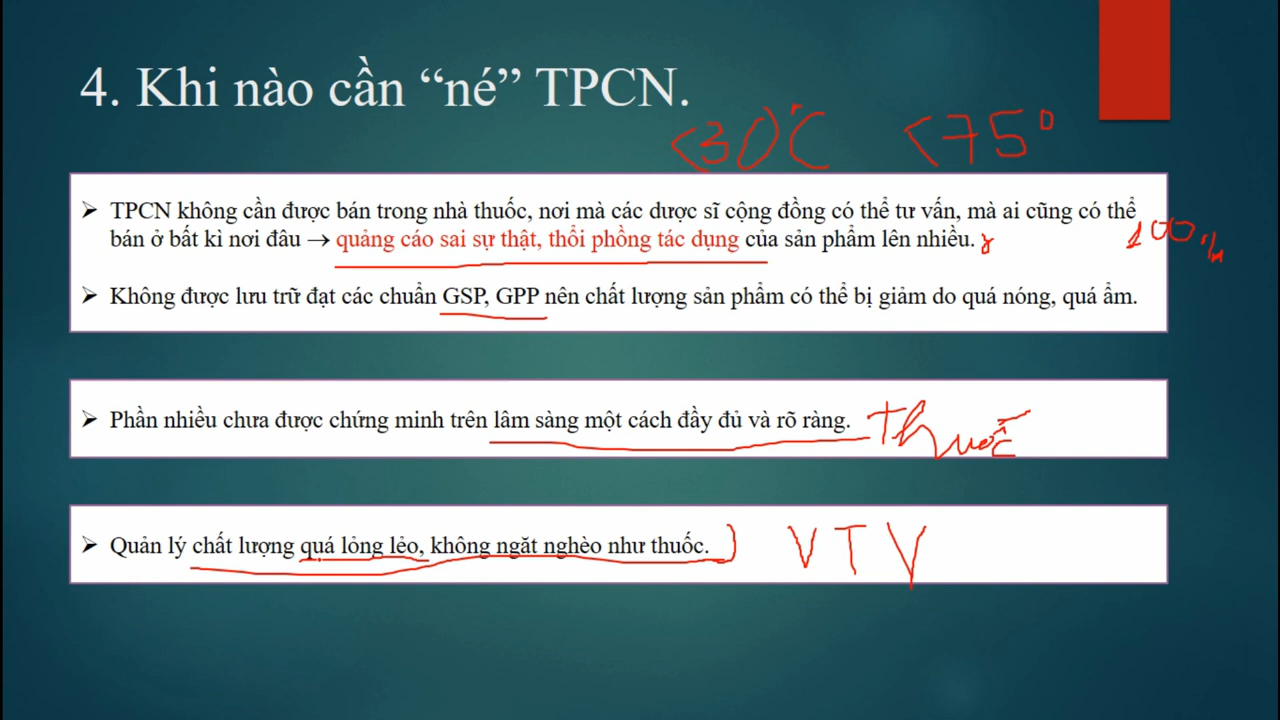 4. Khi nào cần “né” TPCN.
<30°C <75°
➢ TPCN không cần được bán trong nhà thuốc, nơi mà các dược sĩ cộng đồng có thể tư vấn, mà ai cũng có thể
bán ở bất kì nơi đâu → quảng cáo sai sự thật, thổi phồng tác dụng của sản phẩm lên nhiều.
100%
➢ Không được lưu trữ đạt các chuẩn GSP, GPP nên chất lượng sản phẩm có thể bị giảm do quá nóng, quá ẩm.
➢ Phần nhiều chưa được chứng minh trên lâm sàng một cách đầy đủ và rõ ràng. Thuốc
➢ Quản lý chất lượng quá lỏng lẻo, không ngặt nghèo như thuốc. VTV